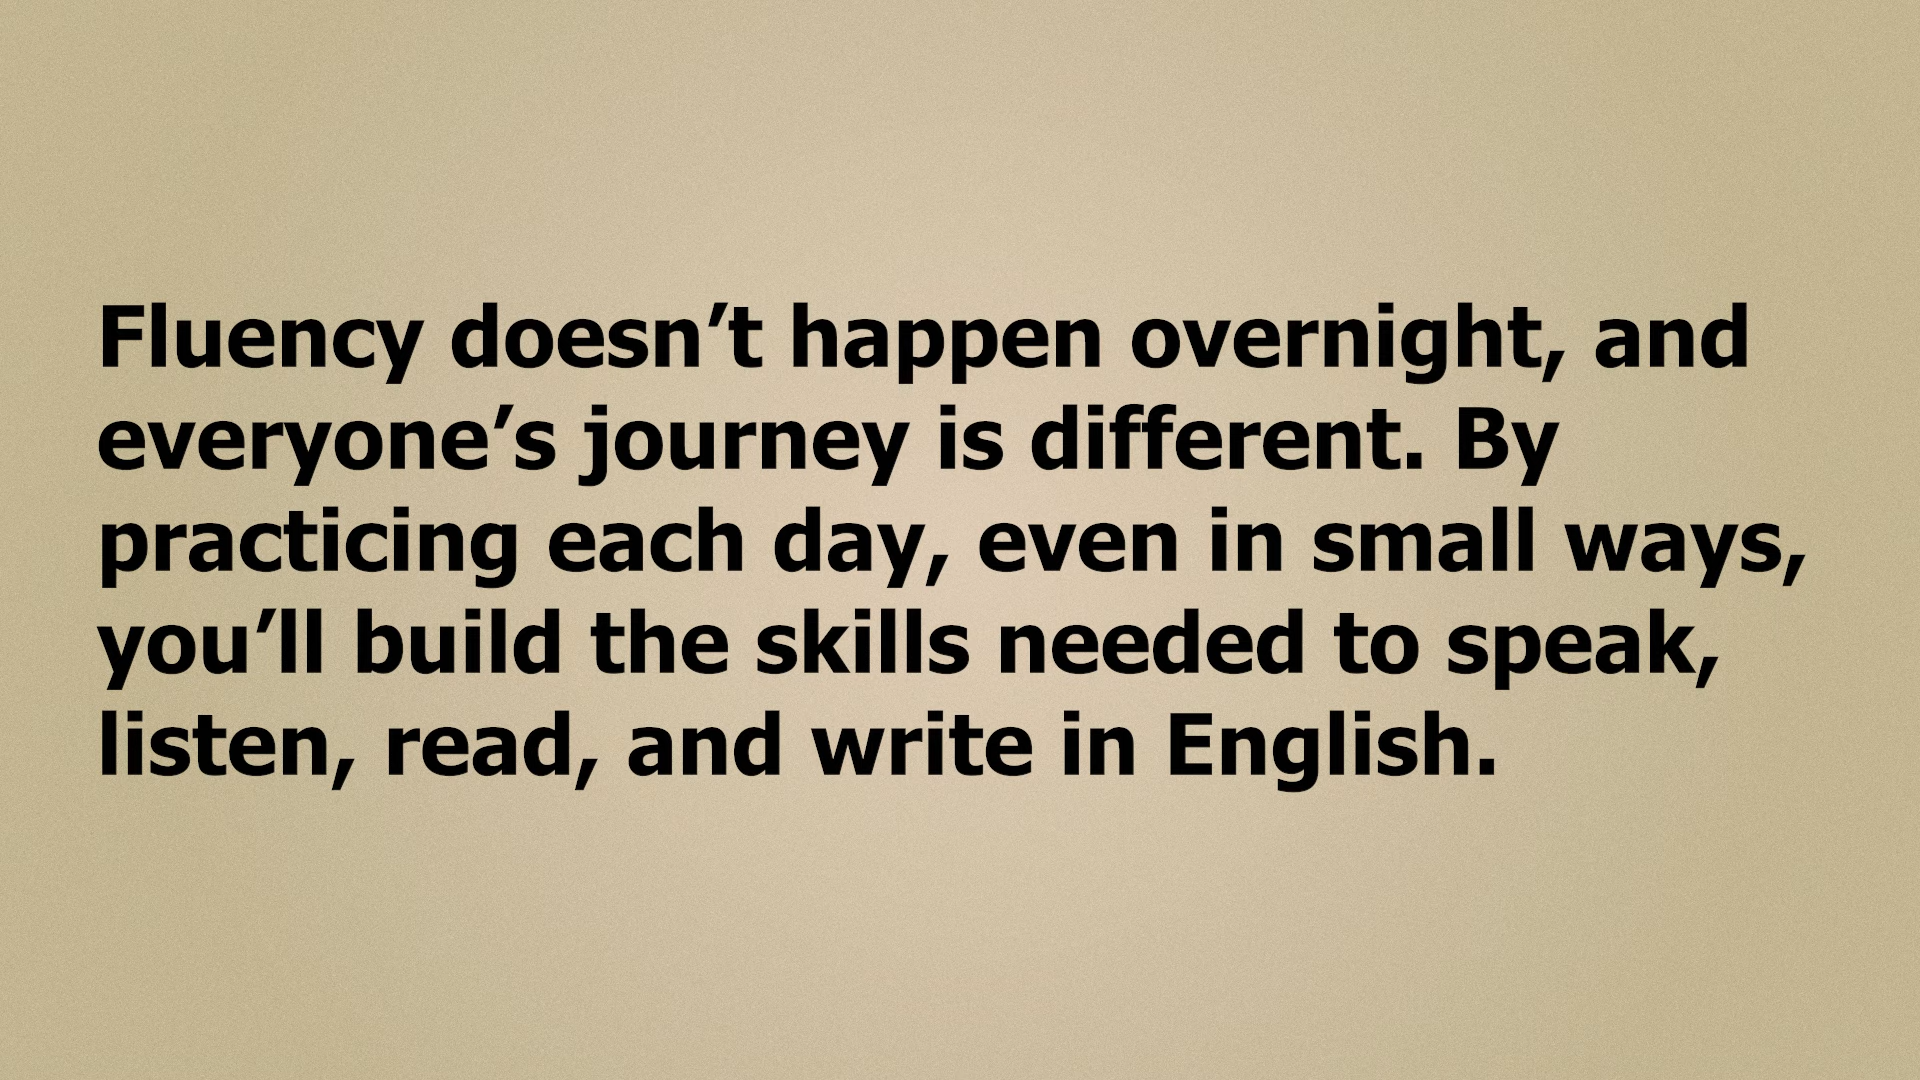 Fluency doesn’t happen overnight, and
everyone’s journey is different. By
practicing each day, even in small ways,
you’ll build the skills needed to speak,
listen, read, and write in English.